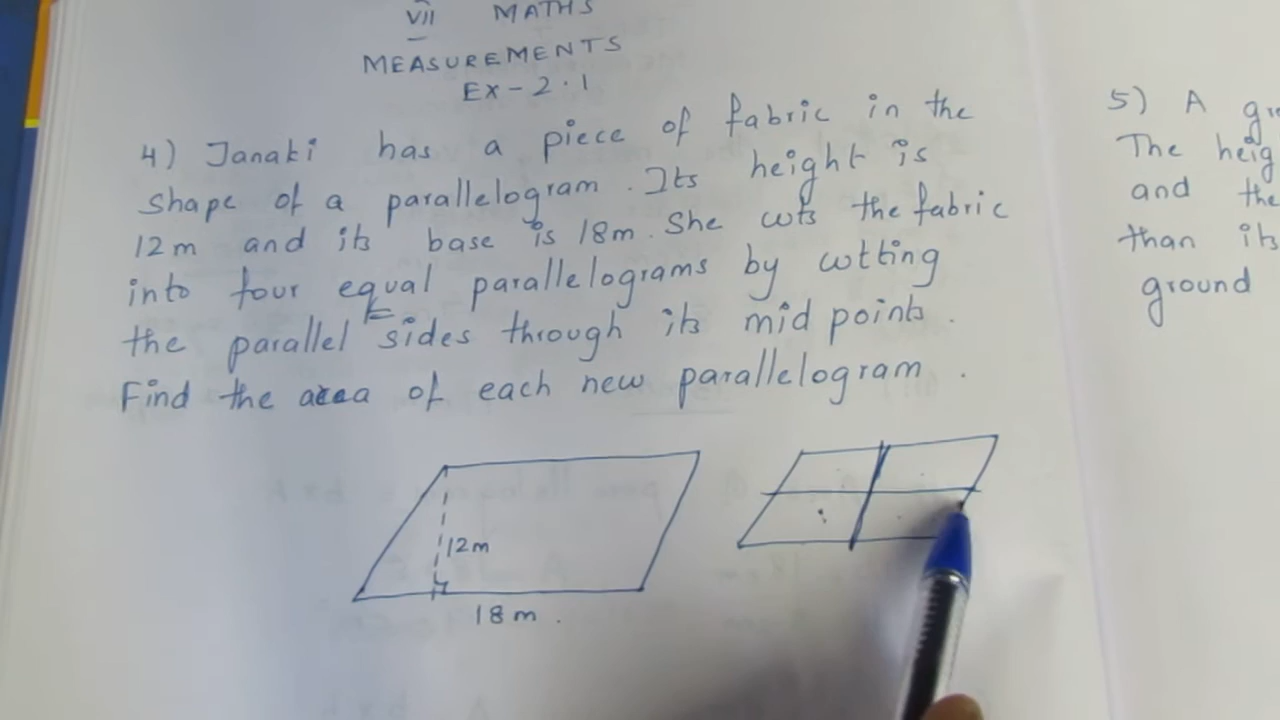 VII MATHS
MEASUREMENTS
EX-2.1
4) Janaki has a piece of fabric in the
shape of a parallelogram. Its height is
12m and its base is 18m. She cuts the fabric
into four equal parallelograms by cutting
the parallel sides through its mid points.
Find the area of each new parallelogram.
12m
18m.
5) A
The
and the
than its
ground